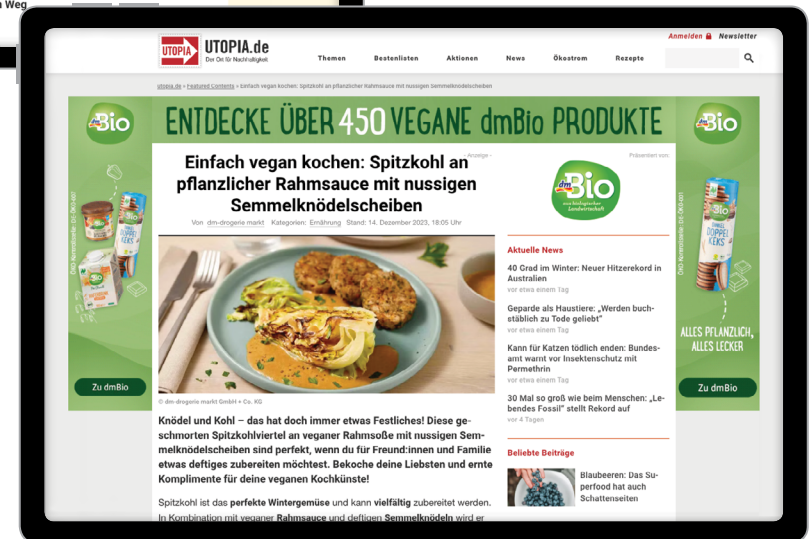 n Weg
Anmelden Newsletter
UTOPIA UTOPIA.de
Der Ort für Nachhaltigkeit
Themen Bestenlisten Aktionen News Ökostrom Rezepte
utopia.de » Featured Contents » Einfach vegan kochen: Spitzkohl an pflanzlicher Rahmsauce mit nussigen Semmelknödelscheiben
dm Bio
ENTDECKE ÜBER 450 VEGANE dmBio PRODUKTE
dm Bio
- Anzeige -
Einfach vegan kochen: Spitzkohl an
pflanzlicher Rahmsauce mit nussigen
Semmelknödelscheiben
Von dm-drogerie markt Kategorien: Ernährung Stand: 14. Dezember 2023, 18:05 Uhr
© dm-drogerie markt GmbH + Co. KG
Knödel und Kohl – das hat doch immer etwas Festliches! Diese ge-
schmorten Spitzkohlviertel an veganer Rahmsoße mit nussigen Sem-
melknödelscheiben sind perfekt, wenn du für Freund:innen und Familie
etwas deftiges zubereiten möchtest. Bekoche deine Liebsten und ernte
Komplimente für deine veganen Kochkünste!
Spitzkohl ist das perfekte Wintergemüse und kann vielfältig zubereitet werden.
In Kombination mit veganer Rahmsauce und deftigen Semmelknödeln wird er
Präsentiert von:
dm Bio
aus biologischer
Landwirtschaft
Aktuelle News
40 Grad im Winter: Neuer Hitzerekord in
Australien
vor etwa einem Tag
Geparde als Haustiere: „Werden buch-
stäblich zu Tode geliebt“
vor etwa einem Tag
Kann für Katzen tödlich enden: Bundes-
amt warnt vor Insektenschutz mit
Permethrin
vor etwa einem Tag
30 Mal so groß wie beim Menschen: „Le-
bendes Fossil“ stellt Rekord auf
vor 4 Tagen
Beliebte Beiträge
Blaubeeren: Das Su-
perfood hat auch
Schattenseiten
Zu dmBio
DOPPEL
KEKS
ALLES PFLANZLICH,
ALLES LECKER
Zu dmBio